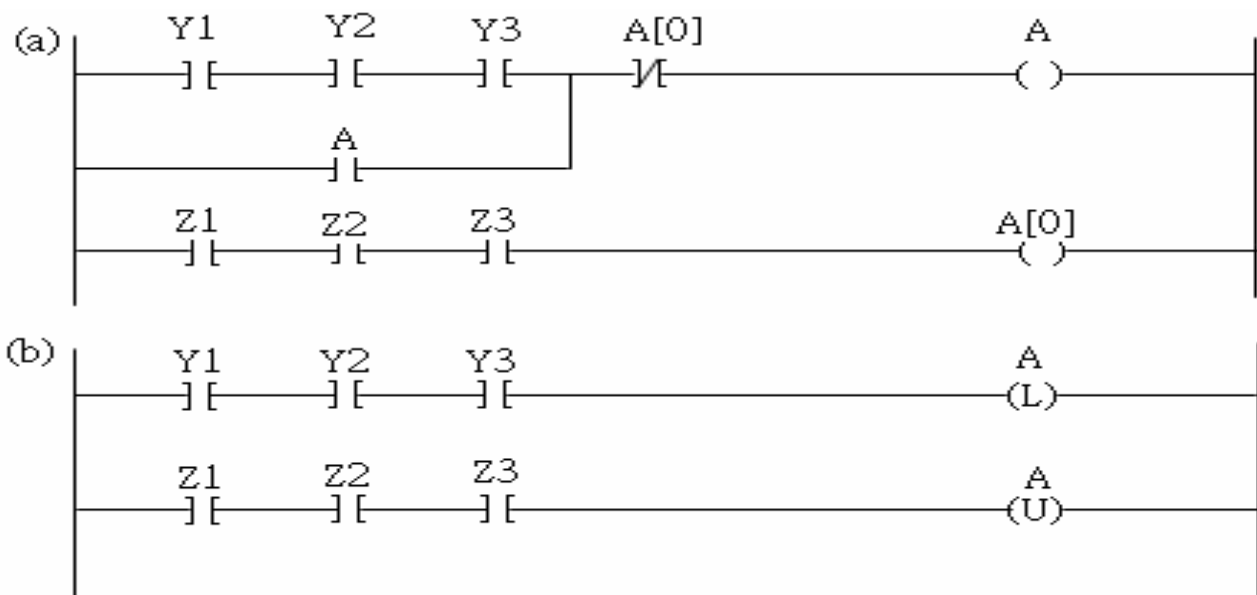 (a) Y1 Y2 Y3 A[0] A
A
Z1 Z2 Z3 A[0]
(b) Y1 Y2 Y3 A
(L)
Z1 Z2 Z3 A
(U)